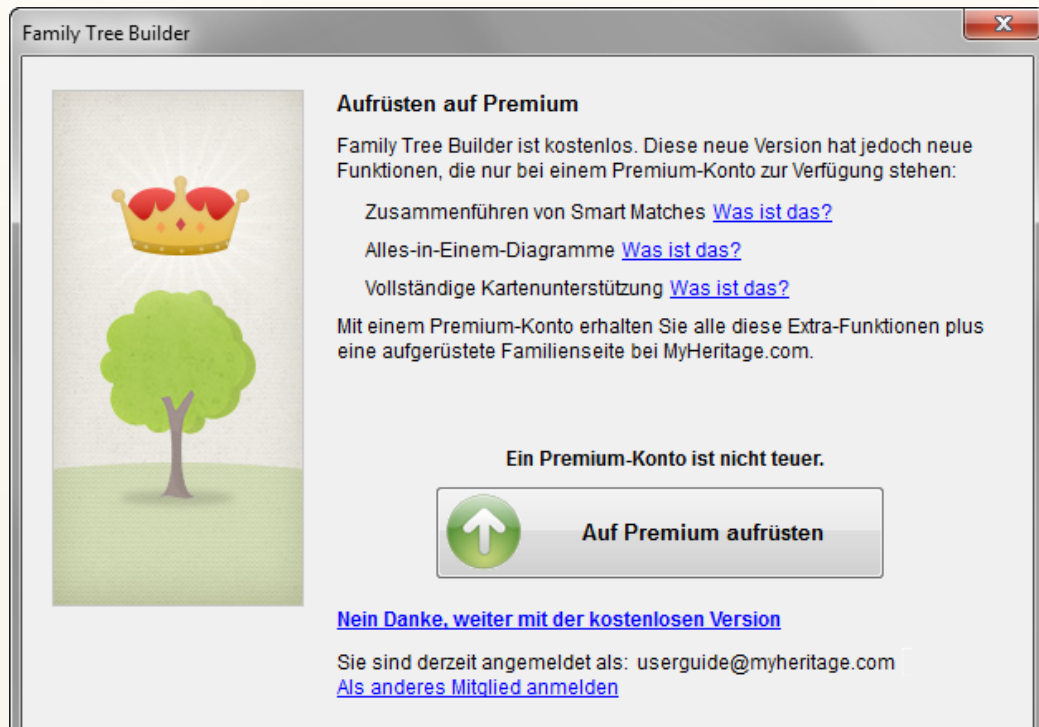 Family Tree Builder
Aufrüsten auf Premium
Family Tree Builder ist kostenlos. Diese neue Version hat jedoch neue
Funktionen, die nur bei einem Premium-Konto zur Verfügung stehen:
Zusammenführen von Smart Matches Was ist das?
Alles-in-Einem-Diagramme Was ist das?
Vollständige Kartenunterstützung Was ist das?
Mit einem Premium-Konto erhalten Sie alle diese Extra-Funktionen plus
eine aufgerüstete Familienseite bei MyHeritage.com.
Ein Premium-Konto ist nicht teuer.
Auf Premium aufrüsten
Nein Danke, weiter mit der kostenlosen Version
Sie sind derzeit angemeldet als: userguide@myheritage.com
Als anderes Mitglied anmelden